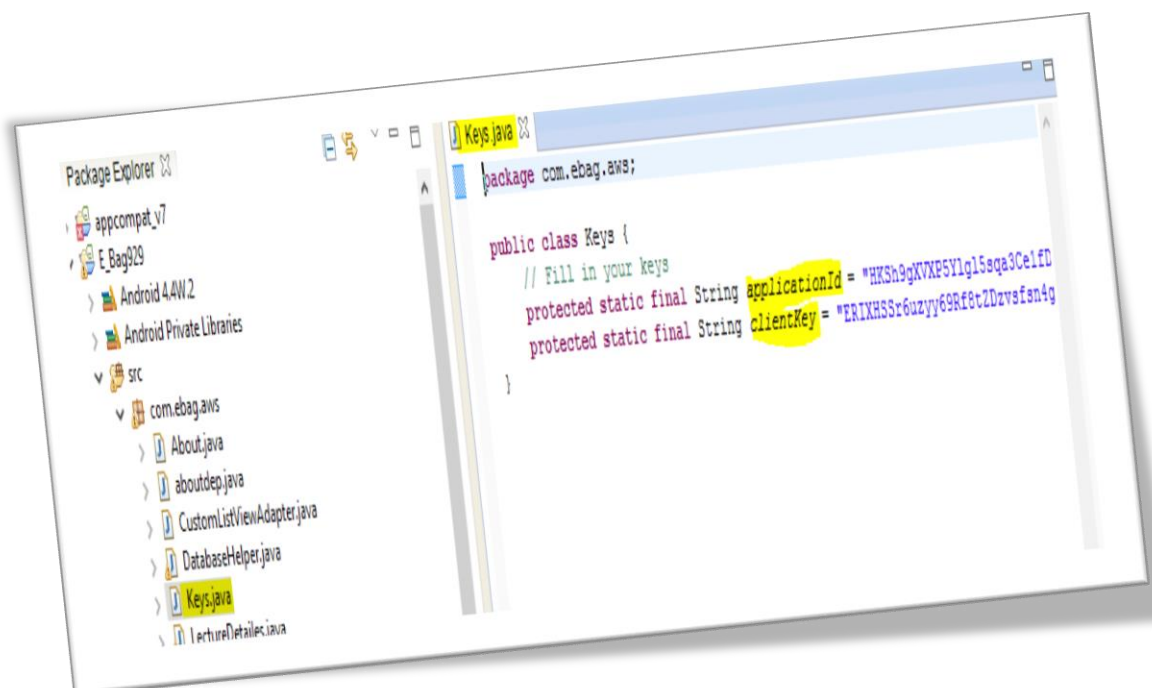 Package Explorer
appcompat_v7
E_Bag929
Android 4.4W.2
Android Private Libraries
src
com.ebag.aws
About.java
aboutdep.java
CustomListViewAdapter.java
DatabaseHelper.java
Keys.java
LectureDetailes.java
Keys.java
package com.ebag.aws;
public class Keys {
// Fill in your keys
protected static final String applicationId = "HKSh9gXVXP5Ylgl5sqa3CelfD
protected static final String clientKey = "ERIXHSSr6uzyy69Rf8t2Dzvsfsn4g
}